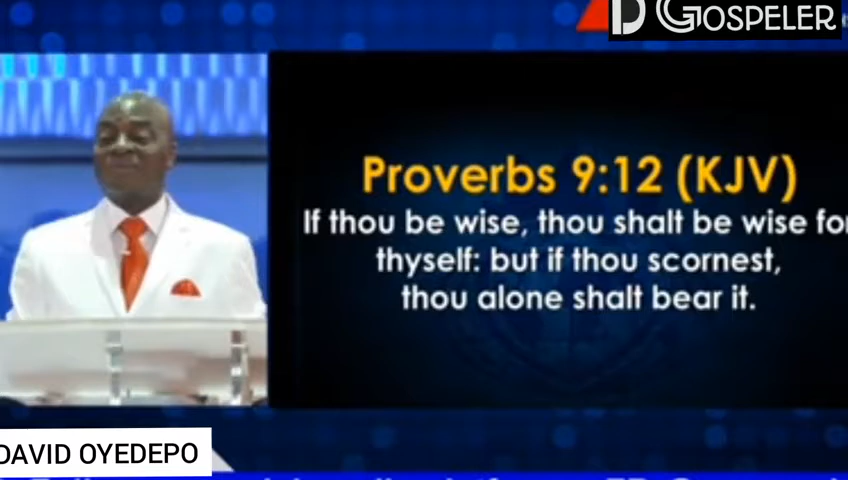 D GOSPELER
Proverbs 9:12 (KJV)
If thou be wise, thou shalt be wise for
thyself: but if thou scornest,
thou alone shalt bear it.
DAVID OYEDEPO